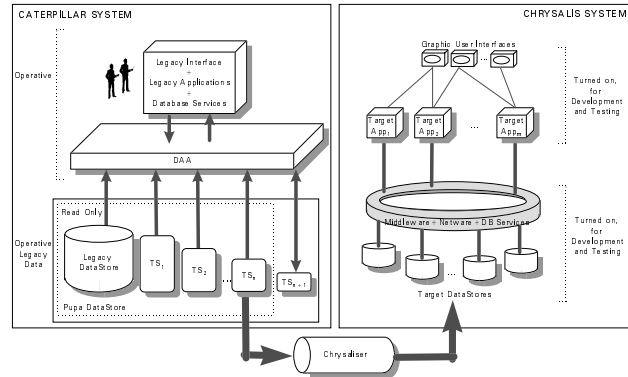 CATERPILLAR SYSTEM
Operative
Legacy Interface
+
Legacy Applications
+
Database Services
DAA
Operative
Legacy
Data
Read Only
Legacy
DataStore
TS1
TS2
...
TSn
TSn+1
Pupa DataStore
CHRYSALIS SYSTEM
Graphic User Interfaces
...
Target
App1
Target
App2
...
Target
Appm
Turned on,
for
Development
and Testing
Middleware + Netware + DB Services
...
Target DataStores
Turned on,
for
Development
and Testing
Chrysaliser